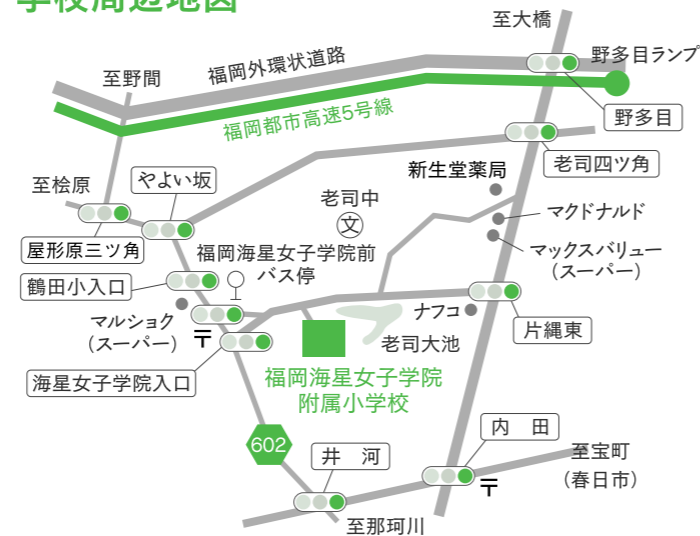 学校周辺地図
至大橋
野多目ランプ
福岡外環状道路
至野間
福岡都市高速5号線
野多目
老司四ツ角
新生堂薬局
至桧原
やよい坂
老司中
文
マクドナルド
屋形原三ツ角
福岡海星女子学院前
バス停
マックスバリュー
（スーパー）
鶴田小入口
マルショク
（スーパー）
〒
ナフコ
片縄東
老司大池
海星女子学院入口
福岡海星女子学院
附属小学校
602
内　田
井　河
至宝町
（春日市）
〒
至那珂川